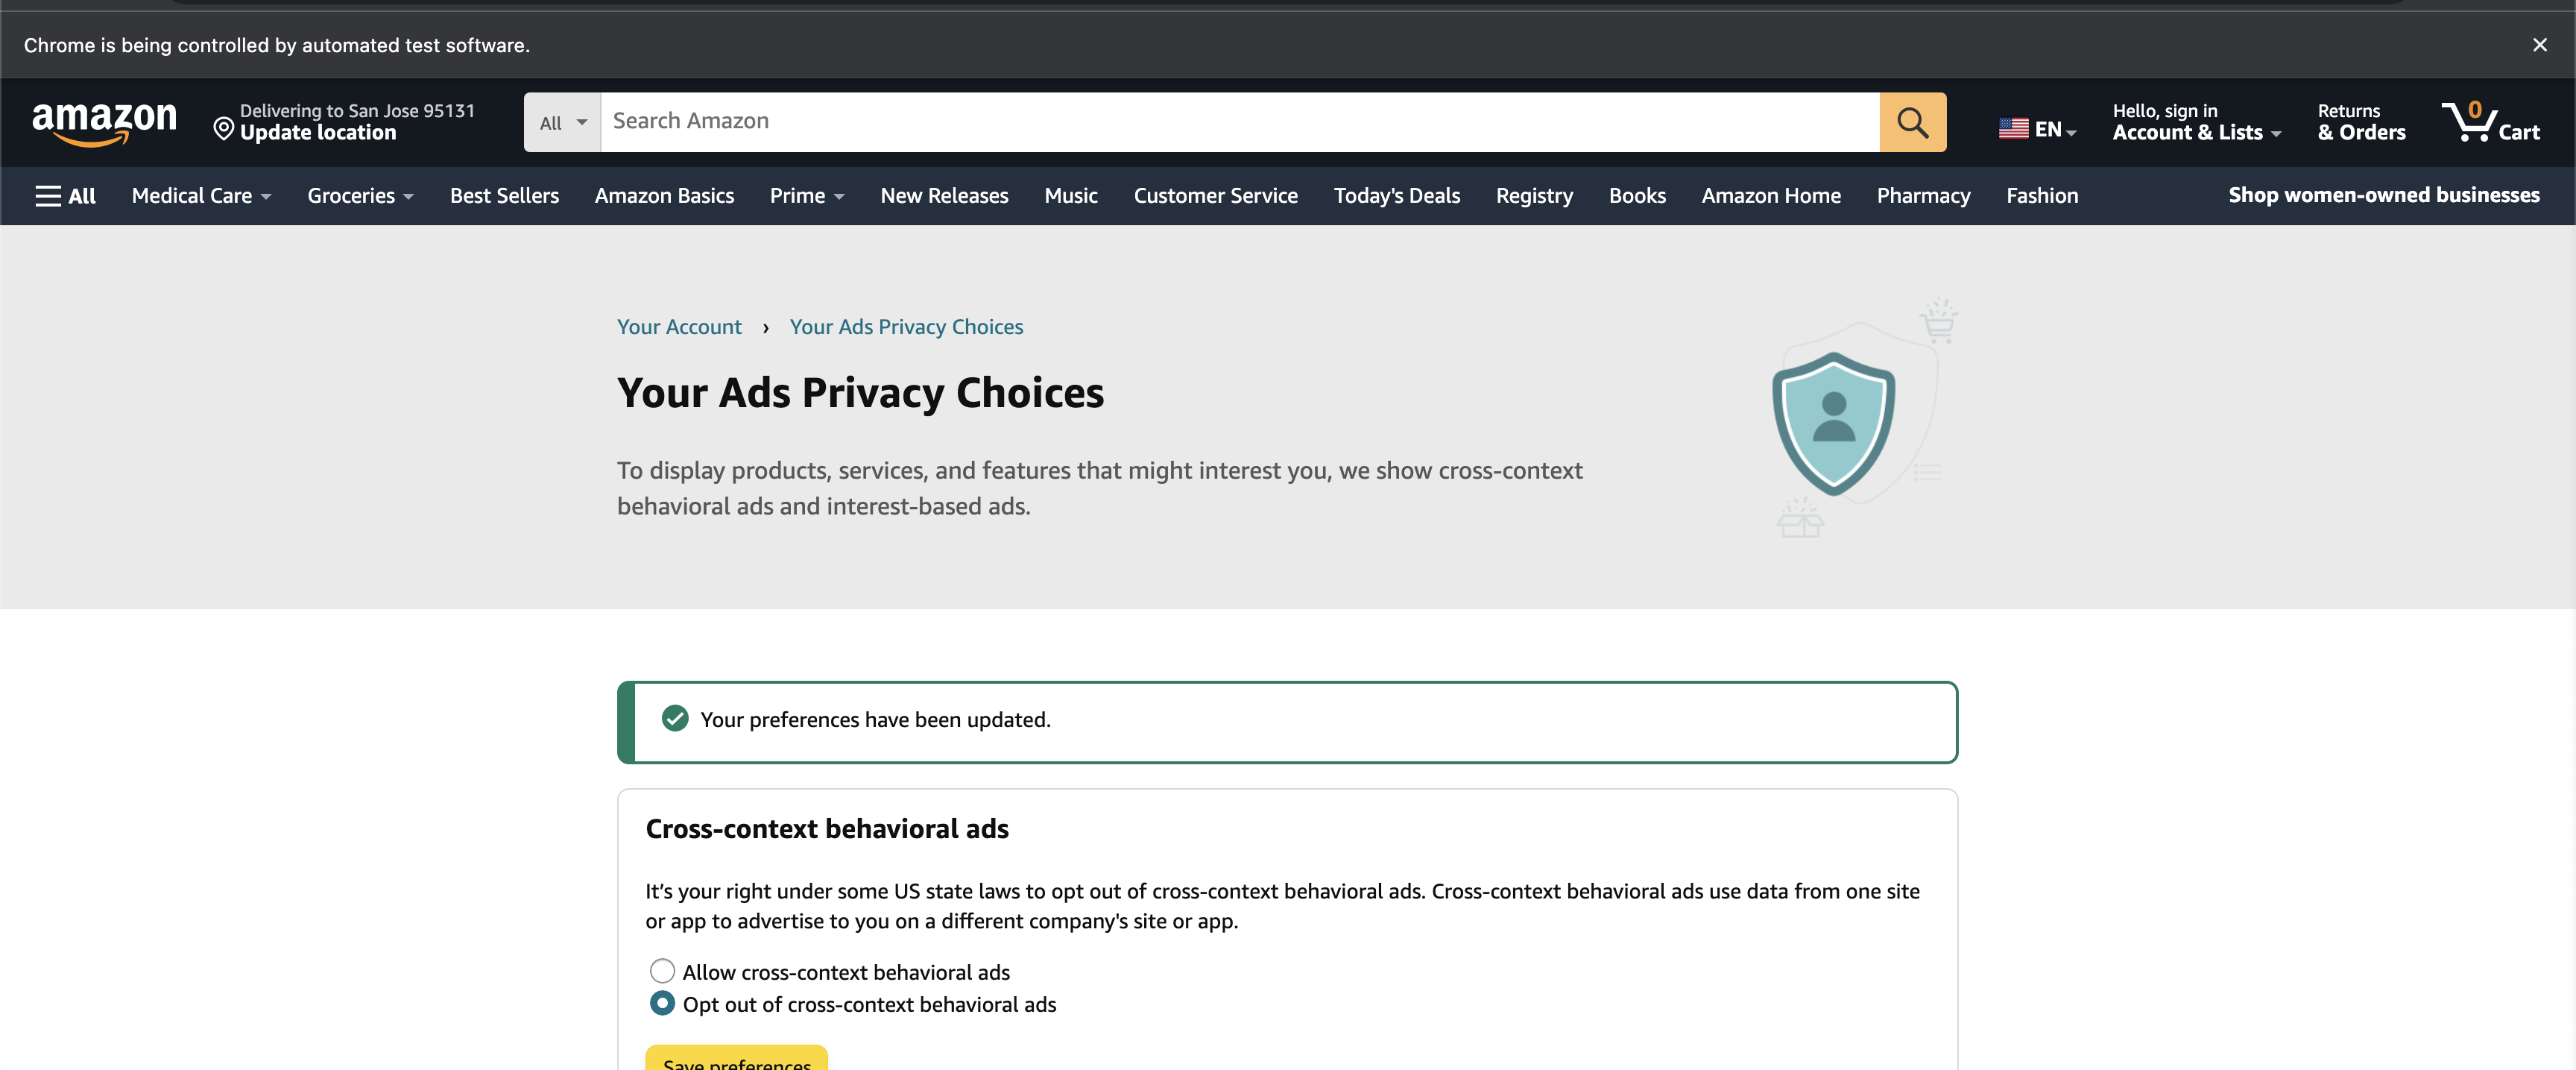 Chrome is being controlled by automated test software.
amazon
Delivering to San Jose 95131
Update location
All
Search Amazon
EN
Hello, sign in
Account & Lists
Returns
& Orders
0
Cart
All
Medical Care
Groceries
Best Sellers
Amazon Basics
Prime
New Releases
Music
Customer Service
Today's Deals
Registry
Books
Amazon Home
Pharmacy
Fashion
Shop women-owned businesses
Your Account › Your Ads Privacy Choices
Your Ads Privacy Choices
To display products, services, and features that might interest you, we show cross-context
behavioral ads and interest-based ads.
Your preferences have been updated.
Cross-context behavioral ads
It’s your right under some US state laws to opt out of cross-context behavioral ads. Cross-context behavioral ads use data from one site
or app to advertise to you on a different company's site or app.
Allow cross-context behavioral ads
Opt out of cross-context behavioral ads
Save preferences